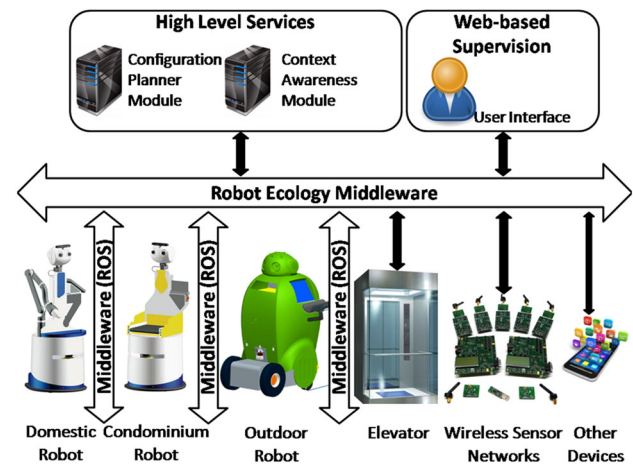 High Level Services
Configuration
Planner
Module
Context
Awareness
Module
Web-based
Supervision
User Interface
Robot Ecology Middleware
Middleware (ROS)
Middleware (ROS)
Middleware (ROS)
Domestic
Robot
Condominium
Robot
Outdoor
Robot
Elevator
Wireless Sensor
Networks
Other
Devices